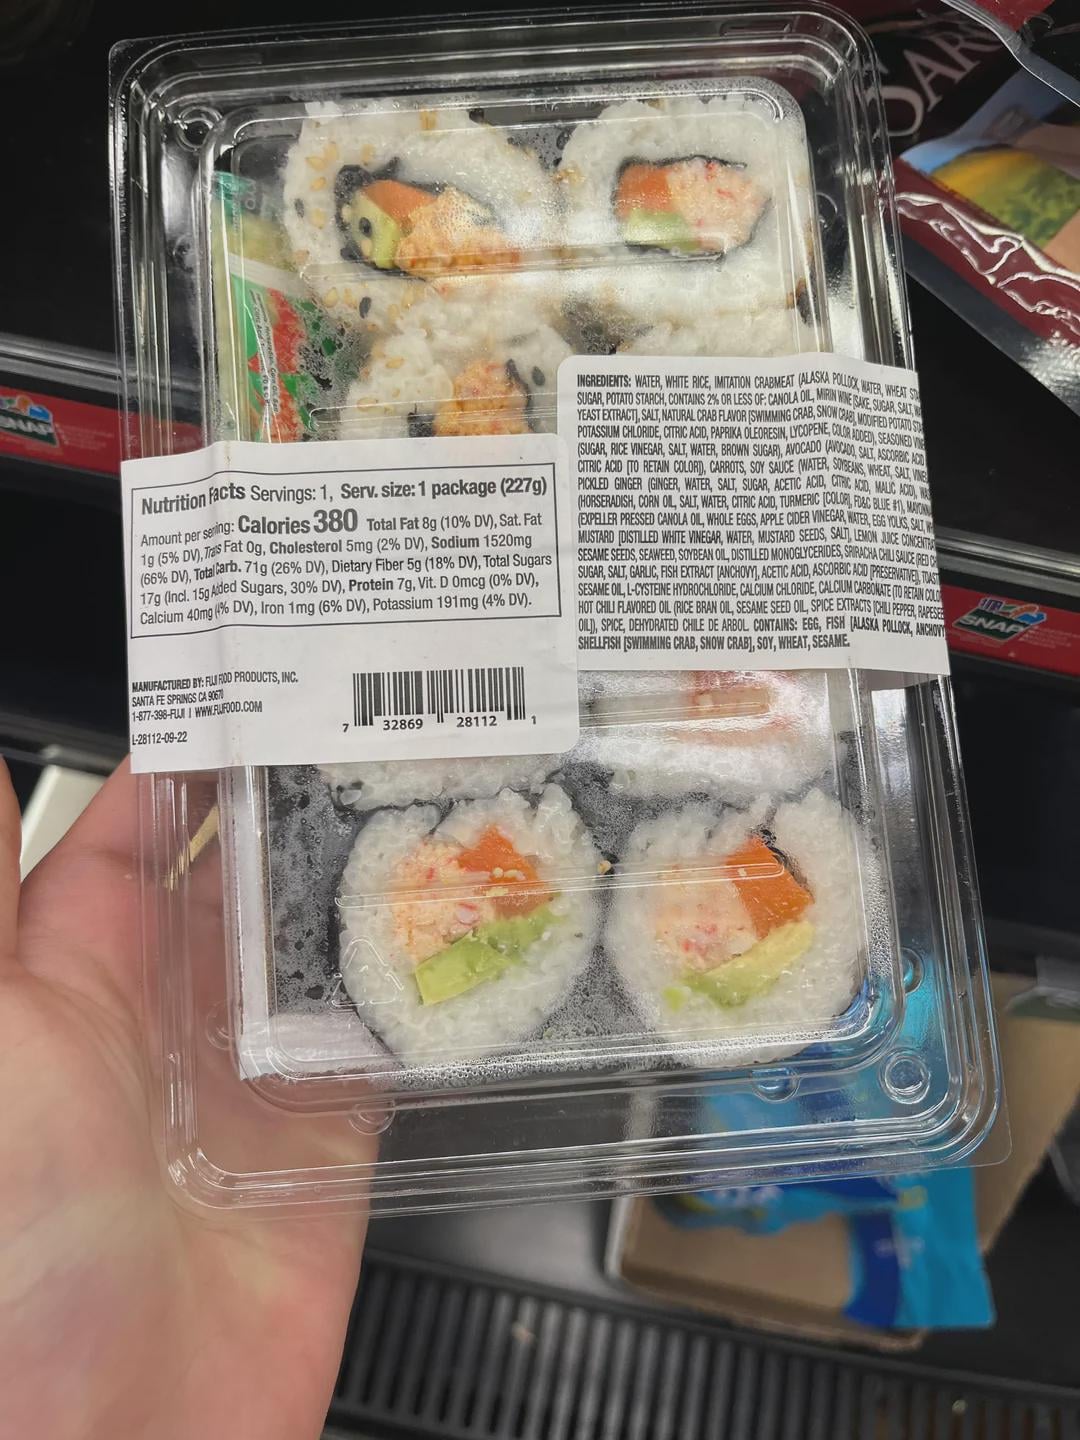 Nutrition Facts Servings: 1, Serv. size: 1 package (227g)
Amount per serving: Calories 380 Total Fat 8g (10% DV), Sat. Fat
1g (5% DV), Trans Fat 0g, Cholesterol 5mg (2% DV), Sodium 1520mg
(66% DV), Total Carb. 71g (26% DV), Dietary Fiber 5g (18% DV), Total Sugars
17g (Incl. 15g Added Sugars, 30% DV), Protein 7g, Vit. D 0mcg (0% DV),
Calcium 40mg (4% DV), Iron 1mg (6% DV), Potassium 191mg (4% DV).
MANUFACTURED BY: FUJI FOOD PRODUCTS, INC.
SANTA FE SPRINGS CA 90670
1-877-398-FUJI | WWW.FUJIFOOD.COM
L-28112-09-22
7 32869 28112 1
INGREDIENTS: WATER, WHITE RICE, IMITATION CRABMEAT (ALASKA POLLOCK, WATER, WHEAT
SUGAR, POTATO STARCH, CONTAINS 2% OR LESS OF: CANOLA OIL, MIRIN WINE [SAKE, SUGAR, SALT,
YEAST EXTRACT], SALT, NATURAL CRAB FLAVOR [SWIMMING CRAB, SNOW CRAB], MODIFIED POTATO
POTASSIUM CHLORIDE, CITRIC ACID, PAPRIKA OLEORESIN, LYCOPENE, COLOR ADDED), SEASONED
(SUGAR, RICE VINEGAR, SALT, WATER, BROWN SUGAR), AVOCADO (AVOCADO, SALT, ASCORBIC ACID
CITRIC ACID [TO RETAIN COLOR]), CARROTS, SOY SAUCE (WATER, SOYBEANS, WHEAT, SALT,
PICKLED GINGER (GINGER, WATER, SALT, SUGAR, ACETIC ACID, CITRIC ACID, MALIC ACID),
(HORSERADISH, CORN OIL, SALT, WATER, CITRIC ACID, TURMERIC [COLOR], FD&C BLUE #1),
(EXPELLER PRESSED CANOLA OIL, WHOLE EGGS, APPLE CIDER VINEGAR, WATER, EGG YOLKS, SALT,
MUSTARD [DISTILLED WHITE VINEGAR, WATER, MUSTARD SEEDS, SALT], LEMON JUICE
SESAME SEEDS, SEAWEED, SOYBEAN OIL, DISTILLED MONOGLYCERIDES, SRIRACHA CHILI SAUCE (RED
SUGAR, SALT, GARLIC, FISH EXTRACT [ANCHOVY], ACETIC ACID, ASCORBIC ACID [PRESERVATIVE]),
SESAME OIL, L-CYSTEINE HYDROCHLORIDE, CALCIUM CHLORIDE, CALCIUM CARBONATE (TO RETAIN
HOT CHILI FLAVORED OIL (RICE BRAN OIL, SESAME SEED OIL, SPICE EXTRACTS [CHILI PEPPER,
OIL]), SPICE, DEHYDRATED CHILE DE ARBOL. CONTAINS: EGG, FISH [ALASKA POLLOCK, ANCHOVY
SHELLFISH [SWIMMING CRAB, SNOW CRAB], SOY, WHEAT, SESAME.
SNAP
SNAP